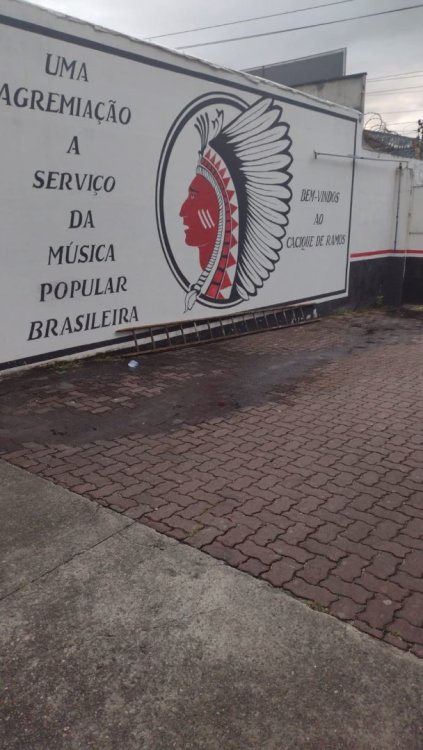 UMA
AGREMIAÇÃO
A
SERVIÇO
DA
MÚSICA
POPULAR
BRASILEIRA
BEM-VINDOS
AO
CACIQUE DE RAMOS